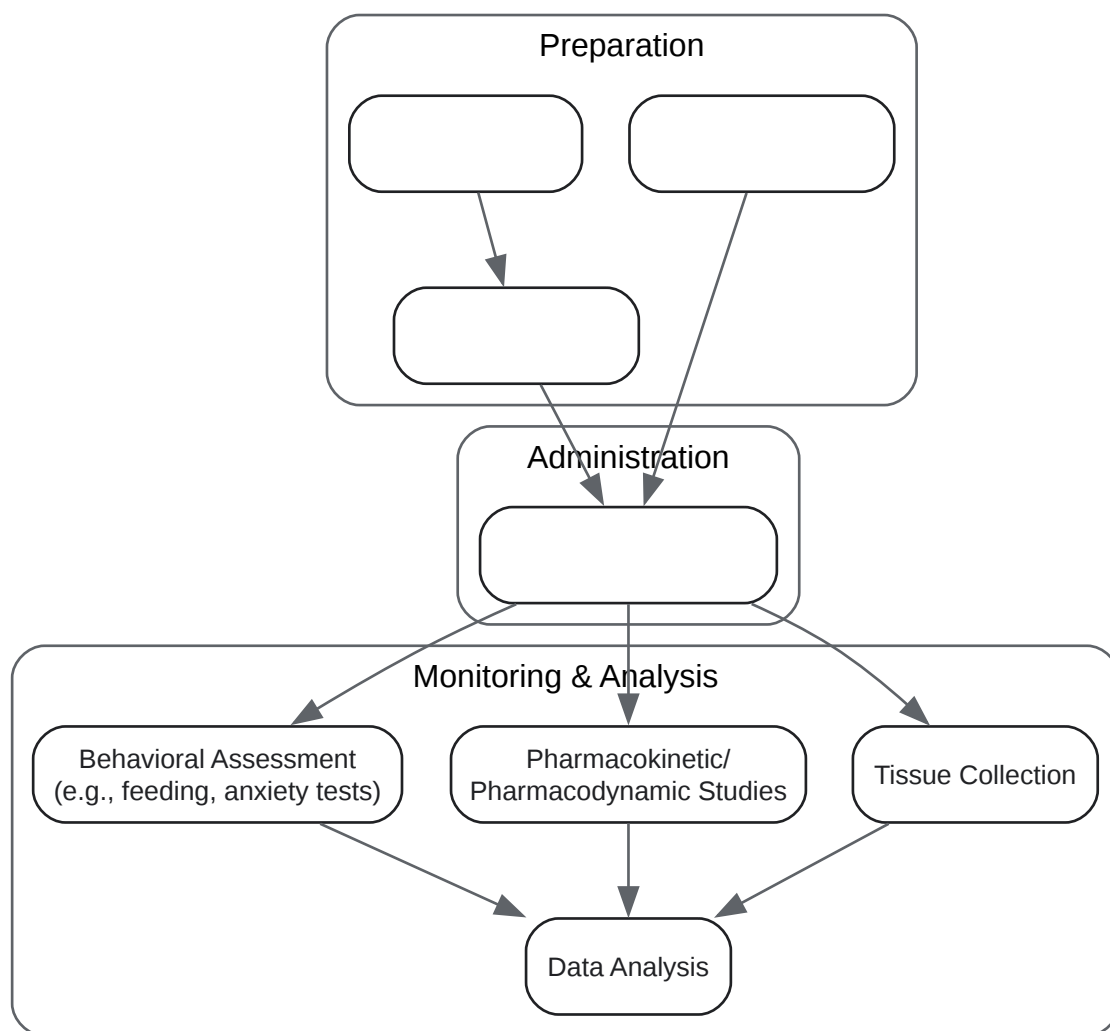 Preparation
Administration
Monitoring & Analysis
Behavioral Assessment
(e.g., feeding, anxiety tests)
Pharmacokinetic/
Pharmacodynamic Studies
Tissue Collection
Data Analysis